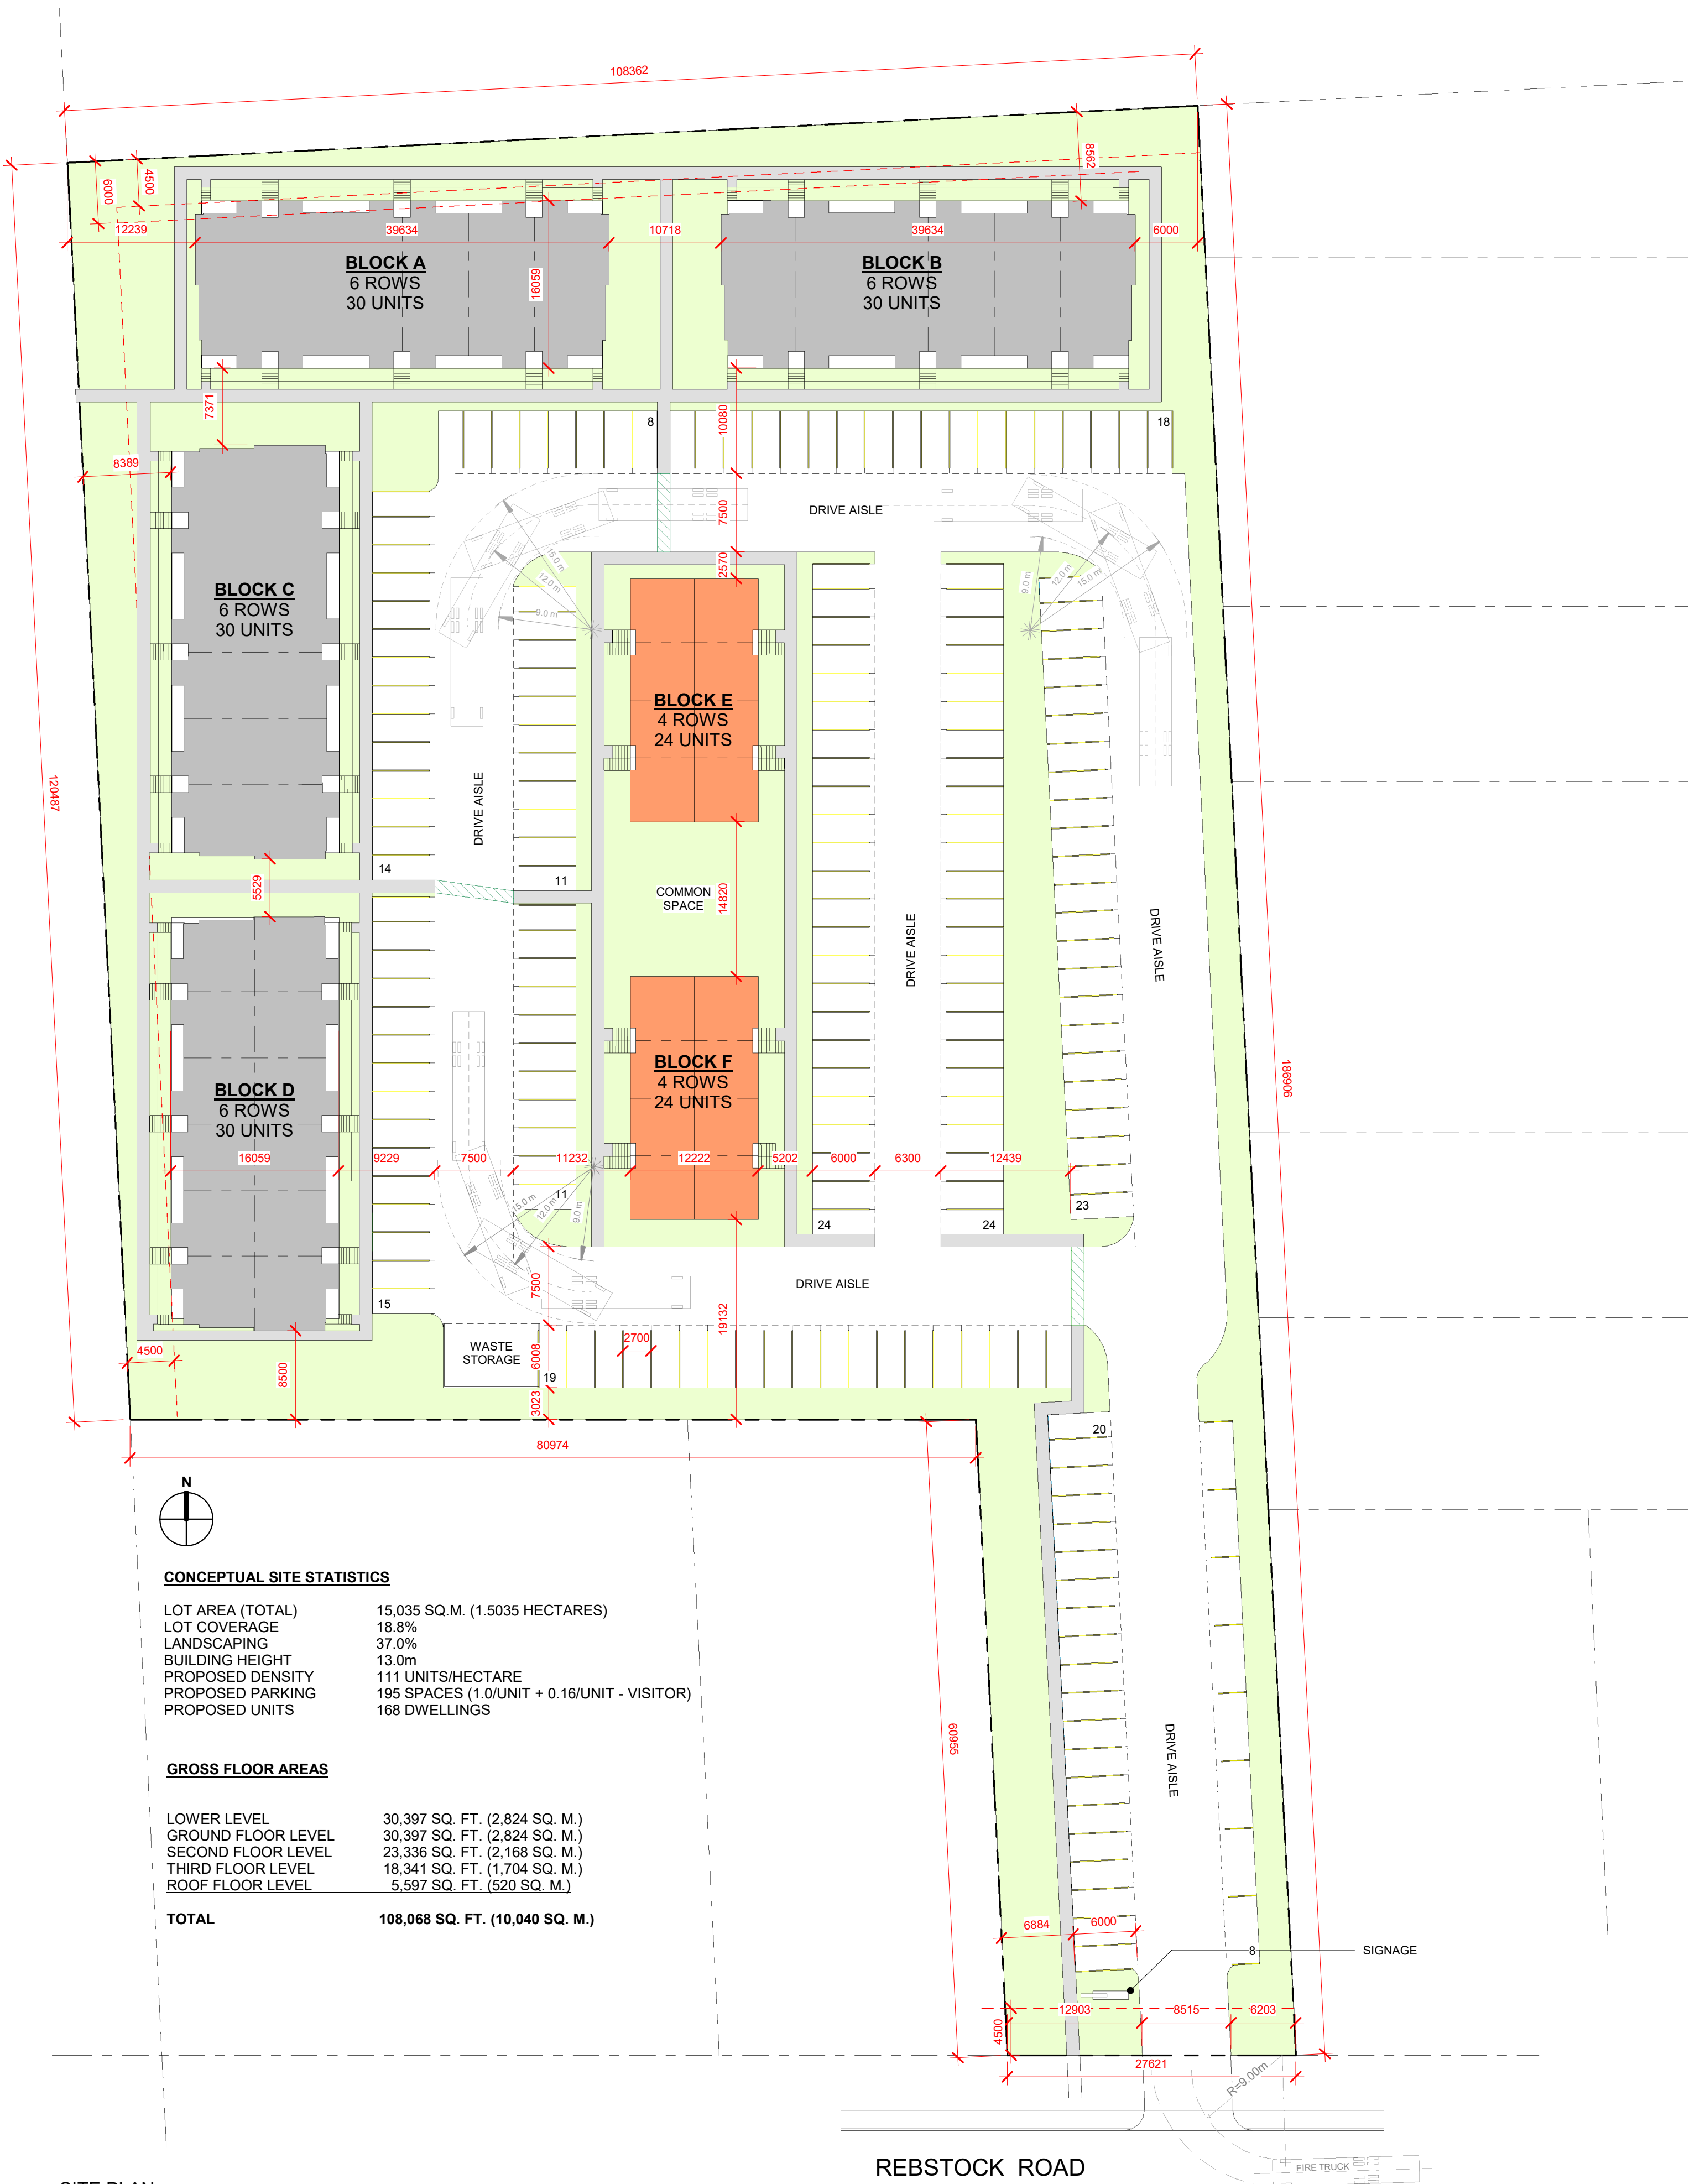 108362
8562
6000
4500
12239
39634
10718
39634
6000
BLOCK A
6 ROWS
30 UNITS
16059
BLOCK B
6 ROWS
30 UNITS
7371
10080
8
18
8389
7500
DRIVE AISLE
2570
15.0 m
12.0 m
9.0 m
9.0 m
12.0 m
15.0 m
BLOCK C
6 ROWS
30 UNITS
BLOCK E
4 ROWS
24 UNITS
120487
DRIVE AISLE
14
11
5529
COMMON
SPACE
14820
DRIVE AISLE
DRIVE AISLE
BLOCK D
6 ROWS
30 UNITS
BLOCK F
4 ROWS
24 UNITS
186906
16059
9229
7500
11232
12222
5202
6000
6300
12439
11
15.0 m
12.0 m
9.0 m
24
24
23
7500
DRIVE AISLE
15
19132
4500
8500
WASTE
STORAGE
6008
2700
19
3023
80974
20
N
CONCEPTUAL SITE STATISTICS
LOT AREA (TOTAL) 15,035 SQ.M. (1.5035 HECTARES)
LOT COVERAGE 18.8%
LANDSCAPING 37.0%
BUILDING HEIGHT 13.0m
PROPOSED DENSITY 111 UNITS/HECTARE
PROPOSED PARKING 195 SPACES (1.0/UNIT + 0.16/UNIT - VISITOR)
PROPOSED UNITS 168 DWELLINGS
60955
DRIVE AISLE
GROSS FLOOR AREAS
LOWER LEVEL 30,397 SQ. FT. (2,824 SQ. M.)
GROUND FLOOR LEVEL 30,397 SQ. FT. (2,824 SQ. M.)
SECOND FLOOR LEVEL 23,336 SQ. FT. (2,168 SQ. M.)
THIRD FLOOR LEVEL 18,341 SQ. FT. (1,704 SQ. M.)
ROOF FLOOR LEVEL 5,597 SQ. FT. (520 SQ. M.)
TOTAL 108,068 SQ. FT. (10,040 SQ. M.)
6884
6000
8
SIGNAGE
12903
8515
6203
4500
27621
R=9.00m
REBSTOCK ROAD
FIRE TRUCK
SITE PLAN